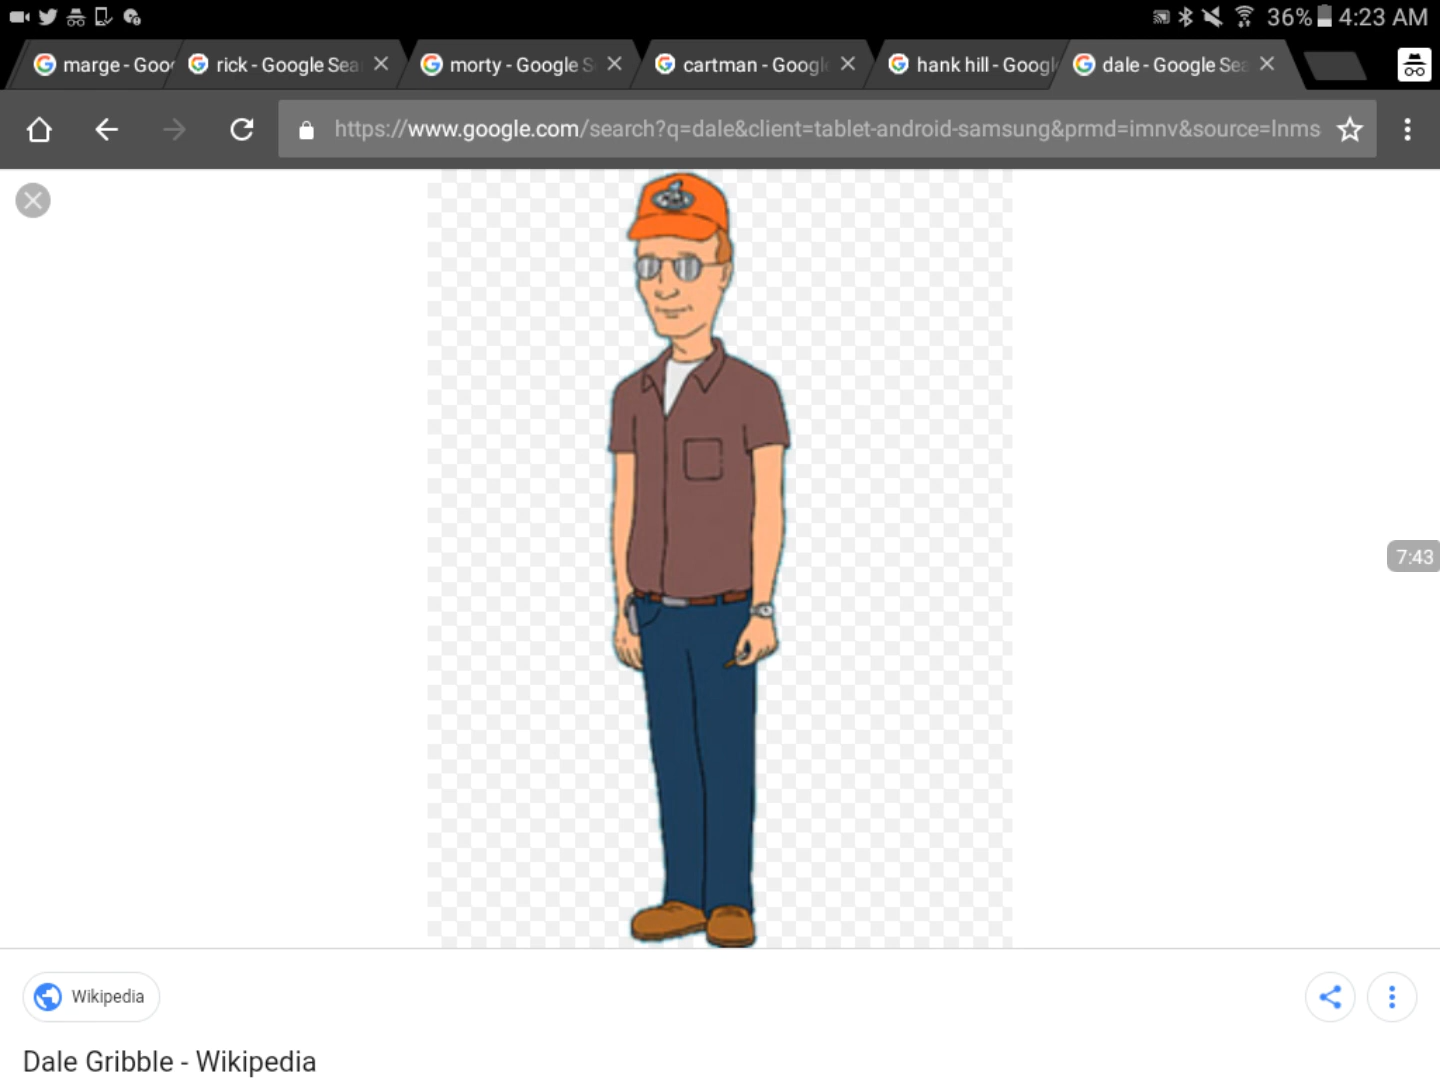 36% 4:23 AM
marge - Goo
rick - Google Sea
morty - Google S
cartman - Googl
hank hill - Googl
dale - Google Sea
https://www.google.com/search?q=dale&client=tablet-android-samsung&prmd=imnv&source=lnms
7:43
Wikipedia
Dale Gribble - Wikipedia